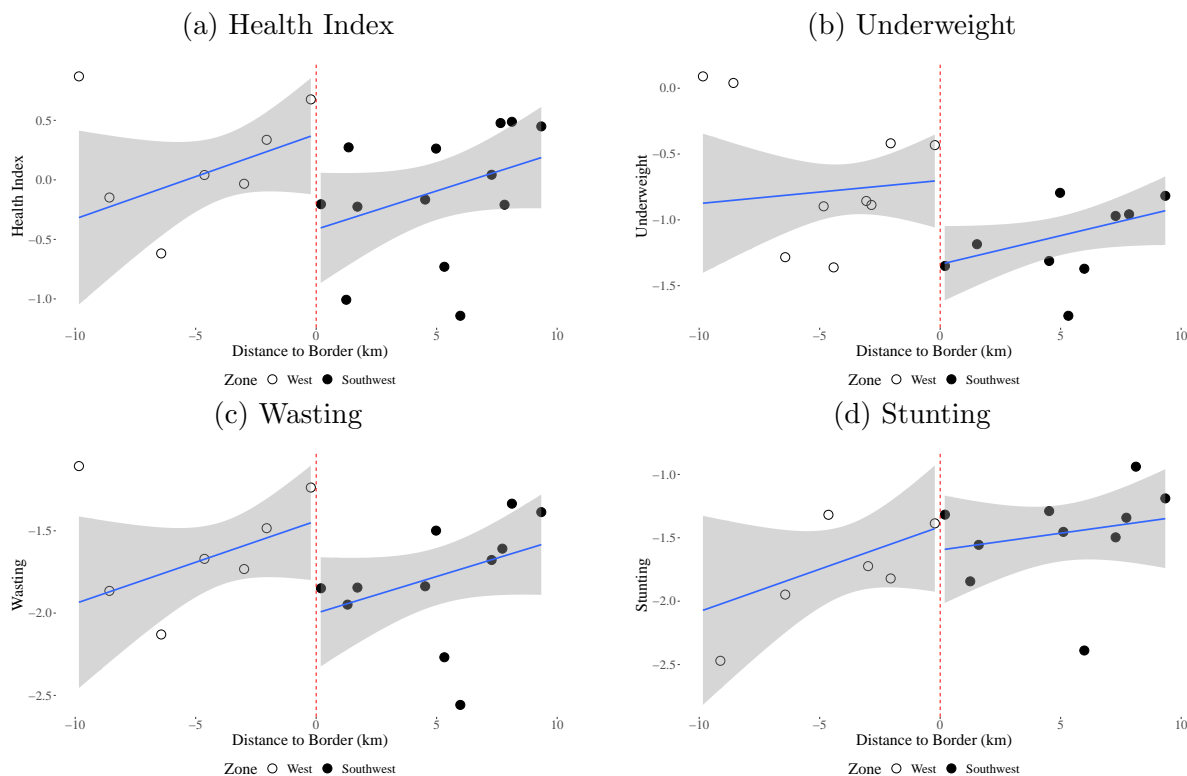 (a) Health Index
0.5
0.0
−0.5
−1.0
Health Index
−10 −5 0 5 10
Distance to Border (km)
Zone West Southwest
(b) Underweight
0.0
−0.5
−1.0
−1.5
Underweight
−10 −5 0 5 10
Distance to Border (km)
Zone West Southwest
(c) Wasting
−1.5
−2.0
−2.5
Wasting
−10 −5 0 5 10
Distance to Border (km)
Zone West Southwest
(d) Stunting
−1.0
−1.5
−2.0
−2.5
Stunting
−10 −5 0 5 10
Distance to Border (km)
Zone West Southwest